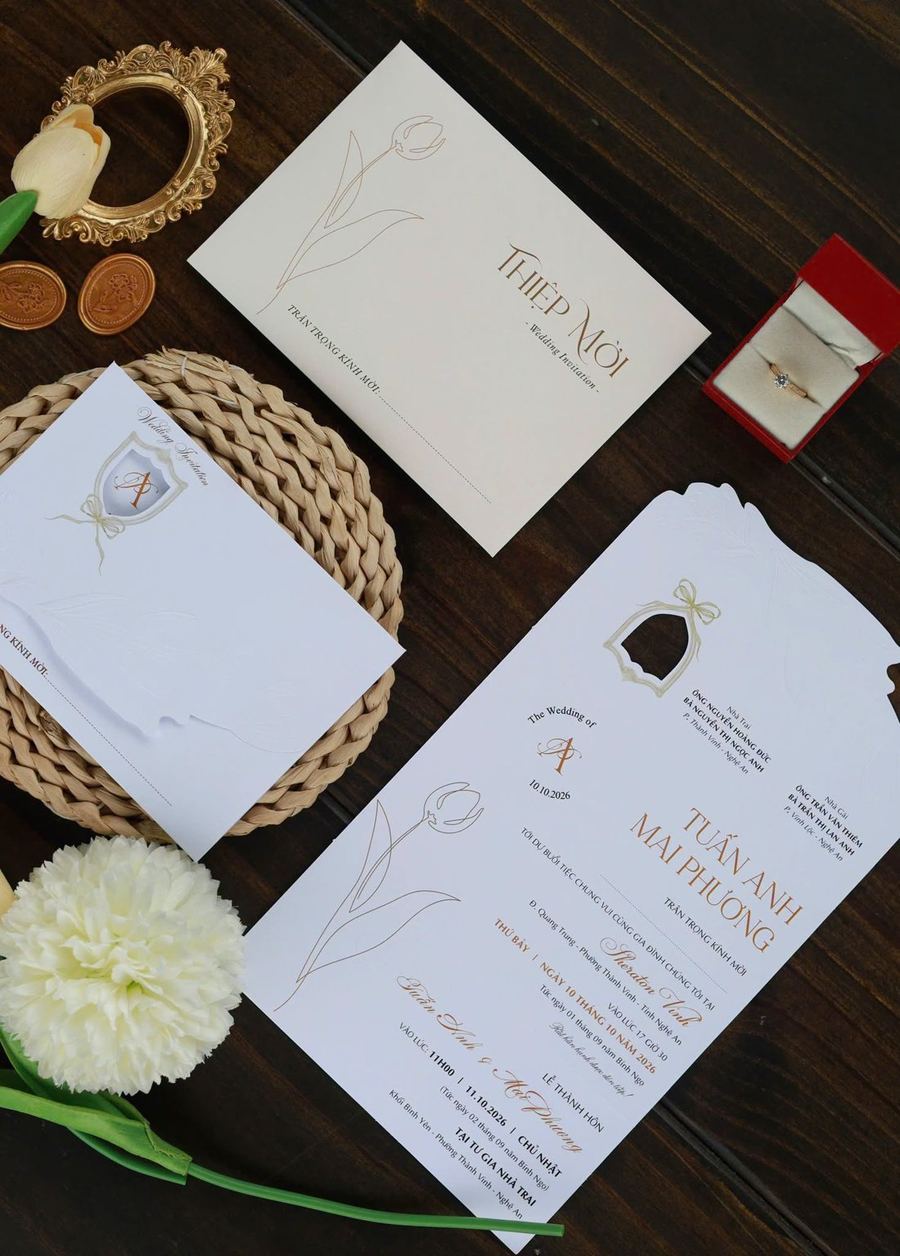 THIỆP MỜI
- Wedding Invitation -
TRÂN TRỌNG KÍNH MỜI:
Wedding Invitation
KÍNH MỜI:
Nhà Trai
ÔNG NGUYỄN HOÀNG ĐỨC
BÀ NGUYỄN THỊ NGỌC ANH
P. Thành Vinh - Nghệ An
Nhà Gái
ÔNG TRẦN VĂN THIÊM
BÀ TRẦN THỊ LAN ANH
P. Vinh Lộc - Nghệ An
The Wedding of
10.10.2026
TUẤN ANH
MAI PHƯƠNG
TRÂN TRỌNG KÍNH MỜI
TỚI DỰ BUỔI TIỆC CHUNG VUI CÙNG GIA ĐÌNH CHÚNG TÔI TẠI
Sheraton Vinh
Đ. Quang Trung - Phường Thành Vinh - Tỉnh Nghệ An
VÀO LÚC 17 GIỜ 30
THỨ BẢY | NGÀY 10 THÁNG 10 NĂM 2026
Tức ngày 01 tháng 09 năm Bính Ngọ
Rất hân hạnh được đón tiếp!
LỄ THÀNH HÔN
Tuấn Anh & Mai Phương
VÀO LÚC: 11H00 | 11.10.2026 | CHỦ NHẬT
(Tức ngày 02 tháng 09 năm Bính Ngọ)
TẠI TƯ GIA NHÀ TRAI
Khối Bình Yên - Phường Thành Vinh - Nghệ An